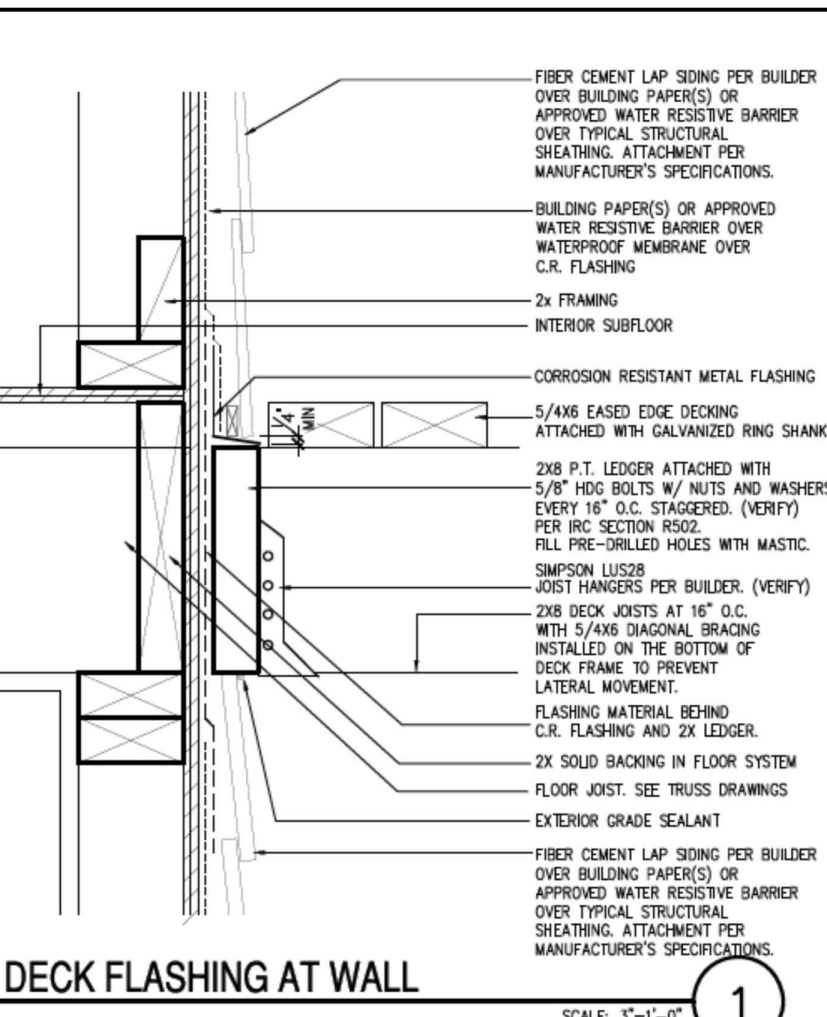 FIBER CEMENT LAP SIDING PER BUILDER
OVER BUILDING PAPER(S) OR
APPROVED WATER RESISTIVE BARRIER
OVER TYPICAL STRUCTURAL
SHEATHING. ATTACHMENT PER
MANUFACTURER'S SPECIFICATIONS.
BUILDING PAPER(S) OR APPROVED
WATER RESISTIVE BARRIER OVER
WATERPROOF MEMBRANE OVER
C.R. FLASHING
2x FRAMING
INTERIOR SUBFLOOR
CORROSION RESISTANT METAL FLASHING
1/4" MIN
5/4X6 EASED EDGE DECKING
ATTACHED WITH GALVANIZED RING SHANK
2X8 P.T. LEDGER ATTACHED WITH
5/8" HDG BOLTS W/ NUTS AND WASHERS
EVERY 16" O.C. STAGGERED. (VERIFY)
PER IRC SECTION R502.
FILL PRE-DRILLED HOLES WITH MASTIC.
SIMPSON LUS28
JOIST HANGERS PER BUILDER. (VERIFY)
2X8 DECK JOISTS AT 16" O.C.
WITH 5/4X6 DIAGONAL BRACING
INSTALLED ON THE BOTTOM OF
DECK FRAME TO PREVENT
LATERAL MOVEMENT.
FLASHING MATERIAL BEHIND
C.R. FLASHING AND 2X LEDGER.
2X SOLID BACKING IN FLOOR SYSTEM
FLOOR JOIST. SEE TRUSS DRAWINGS
EXTERIOR GRADE SEALANT
FIBER CEMENT LAP SIDING PER BUILDER
OVER BUILDING PAPER(S) OR
APPROVED WATER RESISTIVE BARRIER
OVER TYPICAL STRUCTURAL
SHEATHING. ATTACHMENT PER
MANUFACTURER'S SPECIFICATIONS.
DECK FLASHING AT WALL
1
SCALE: 3"=1'-0"